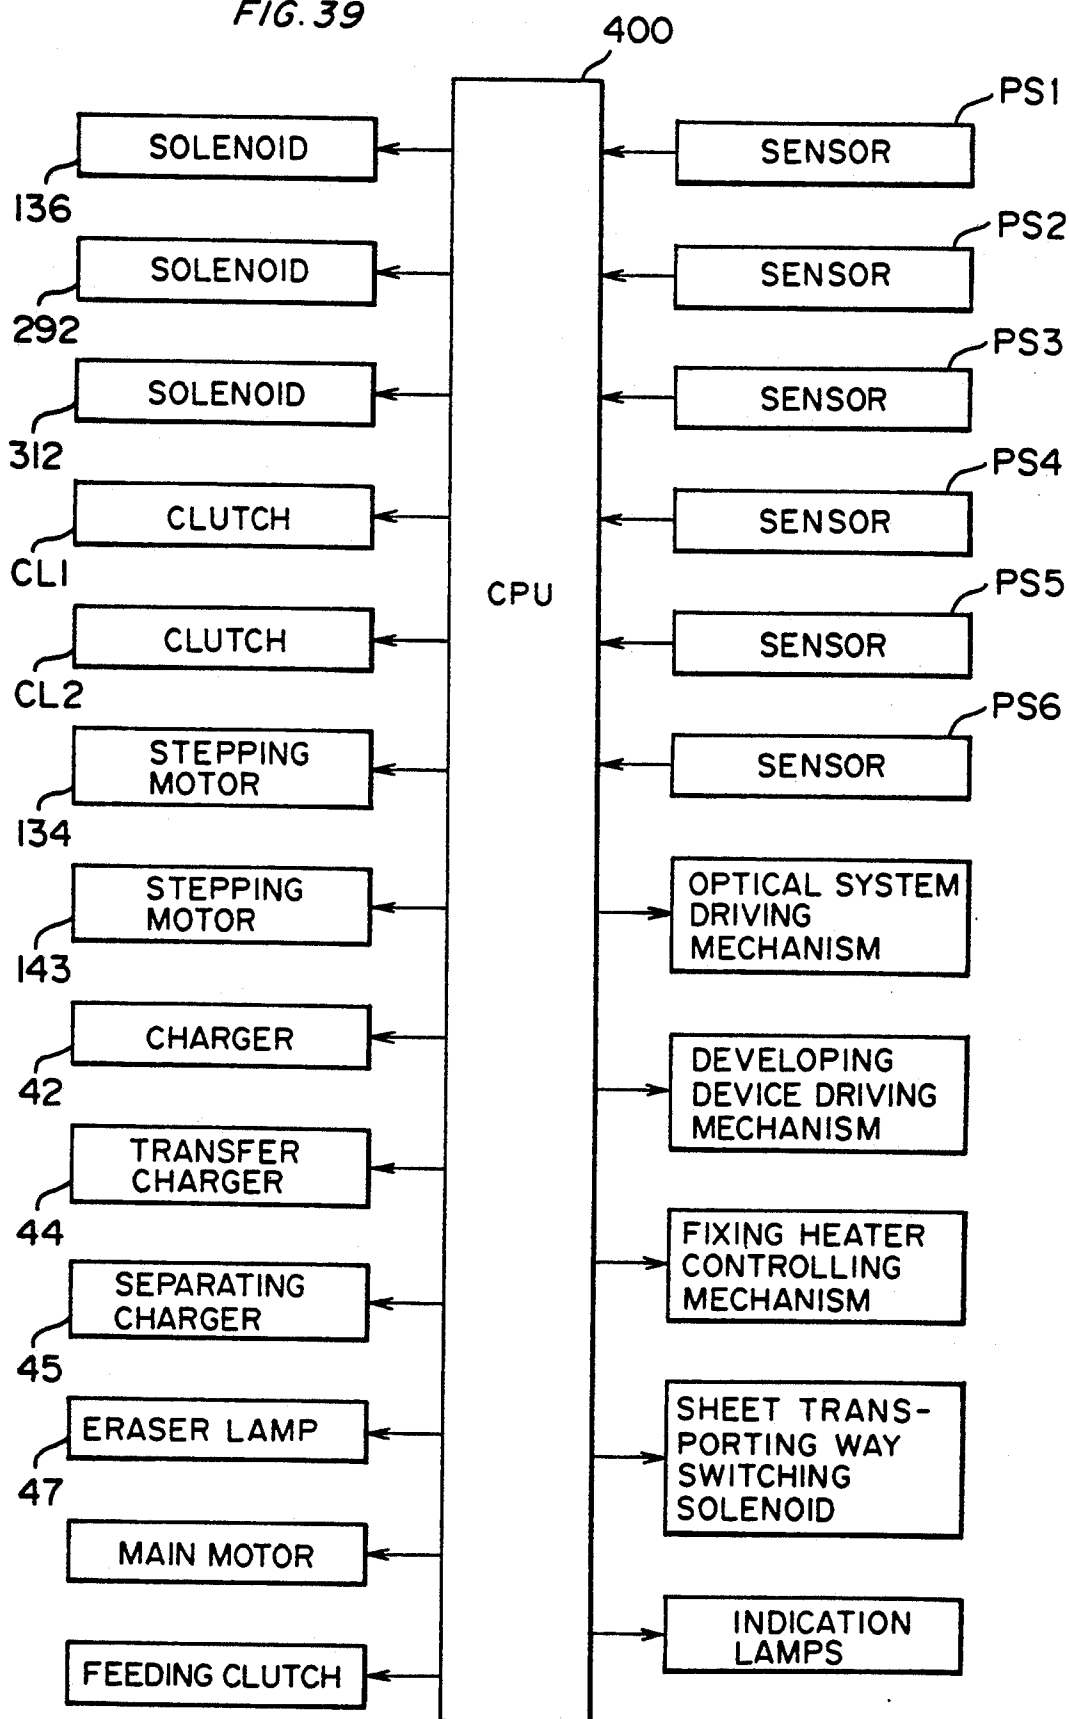 FIG. 39
400
SOLENOID
136
SOLENOID
292
SOLENOID
312
CLUTCH
CL1
CLUTCH
CL2
STEPPING
MOTOR
134
STEPPING
MOTOR
143
CHARGER
42
TRANSFER
CHARGER
44
SEPARATING
CHARGER
45
ERASER LAMP
47
MAIN MOTOR
FEEDING CLUTCH
CPU
PS1
SENSOR
PS2
SENSOR
PS3
SENSOR
PS4
SENSOR
PS5
SENSOR
PS6
SENSOR
OPTICAL SYSTEM
DRIVING
MECHANISM
DEVELOPING
DEVICE DRIVING
MECHANISM
FIXING HEATER
CONTROLLING
MECHANISM
SHEET TRANS-
PORTING WAY
SWITCHING
SOLENOID
INDICATION
LAMPS